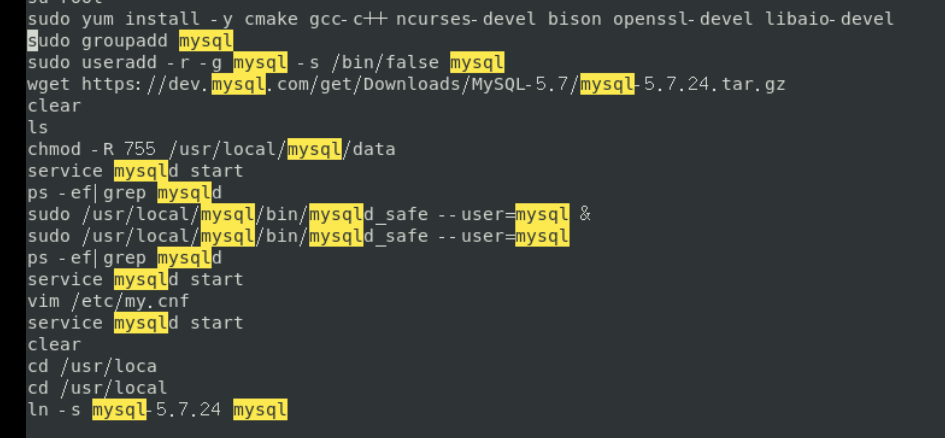 su root
sudo yum install -y cmake gcc-c++ ncurses-devel bison openssl-devel libaio-devel
sudo groupadd mysql
sudo useradd -r -g mysql -s /bin/false mysql
wget https://dev.mysql.com/get/Downloads/MySQL-5.7/mysql-5.7.24.tar.gz
clear
ls
chmod -R 755 /usr/local/mysql/data
service mysqld start
ps -ef|grep mysqld
sudo /usr/local/mysql/bin/mysqld_safe --user=mysql &
sudo /usr/local/mysql/bin/mysqld_safe --user=mysql
ps -ef|grep mysqld
service mysqld start
vim /etc/my.cnf
service mysqld start
clear
cd /usr/loca
cd /usr/local
ln -s mysql-5.7.24 mysql